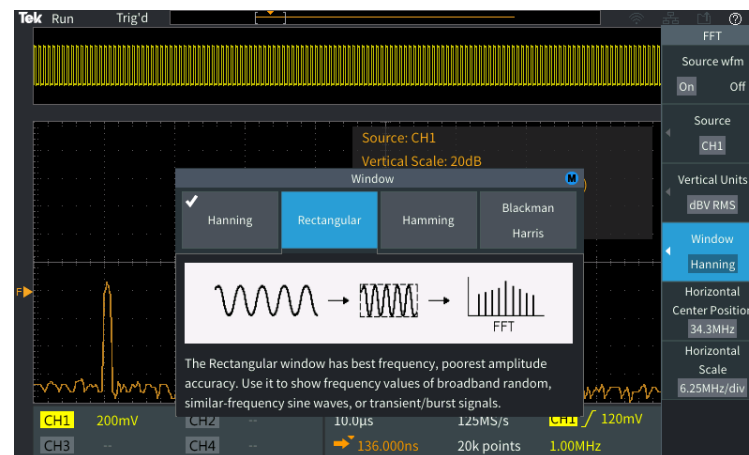 Tek Run Trig'd
FFT
Source wfm
On Off
Source
CH1
Vertical Units
dBV RMS
Window
Hanning
Horizontal
Center Position
34.3MHz
Horizontal
Scale
6.25MHz/div
Source: CH1
Vertical Scale: 20dB
Window M
Hanning
Rectangular
Hamming
Blackman
Harris
FFT
The Rectangular window has best frequency, poorest amplitude
accuracy. Use it to show frequency values of broadband random,
similar-frequency sine waves, or transient/burst signals.
F
CH1 200mV CH2 -- 10.0µs 125MS/s CH1 120mV
CH3 -- CH4 -- 136.000ns 20k points 1.00MHz